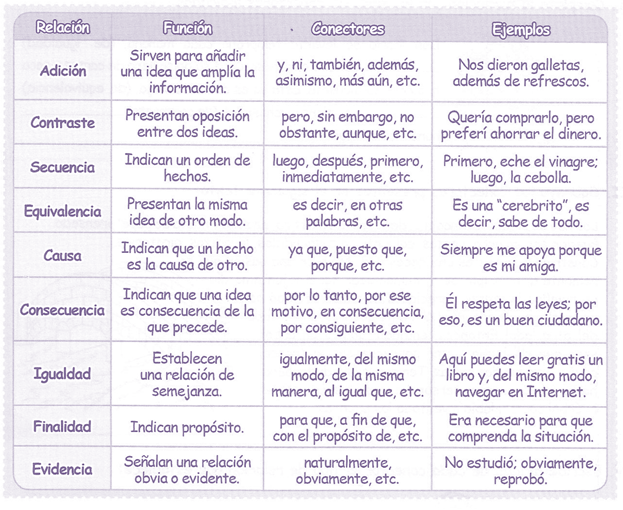 Relación Función Conectores Ejemplos
Adición
Sirven para añadir
una idea que amplía la
información.
y, ni, también, además,
asimismo, más aún, etc.
Nos dieron galletas,
además de refrescos.
Contraste
Presentan oposición
entre dos ideas.
pero, sin embargo, no
obstante, aunque, etc.
Quería comprarlo, pero
preferí ahorrar el dinero.
Secuencia
Indican un orden de
hechos.
luego, después, primero,
inmediatamente, etc.
Primero, eche el vinagre;
luego, la cebolla.
Equivalencia
Presentan la misma
idea de otro modo.
es decir, en otras
palabras, etc.
Es una “cerebrito”, es
decir, sabe de todo.
Causa
Indican que un hecho
es la causa de otro.
ya que, puesto que,
porque, etc.
Siempre me apoya porque
es mi amiga.
Consecuencia
Indican que una idea
es consecuencia de la
que precede.
por lo tanto, por ese
motivo, en consecuencia,
por consiguiente, etc.
Él respeta las leyes; por
eso, es un buen ciudadano.
Igualdad
Establecen
una relación de
semejanza.
igualmente, del mismo
modo, de la misma
manera, al igual que, etc.
Aquí puedes leer gratis un
libro y, del mismo modo,
navegar en Internet.
Finalidad
Indican propósito.
para que, a fin de que,
con el propósito de, etc.
Era necesario para que
comprenda la situación.
Evidencia
Señalan una relación
obvia o evidente.
naturalmente,
obviamente, etc.
No estudió; obviamente,
reprobó.